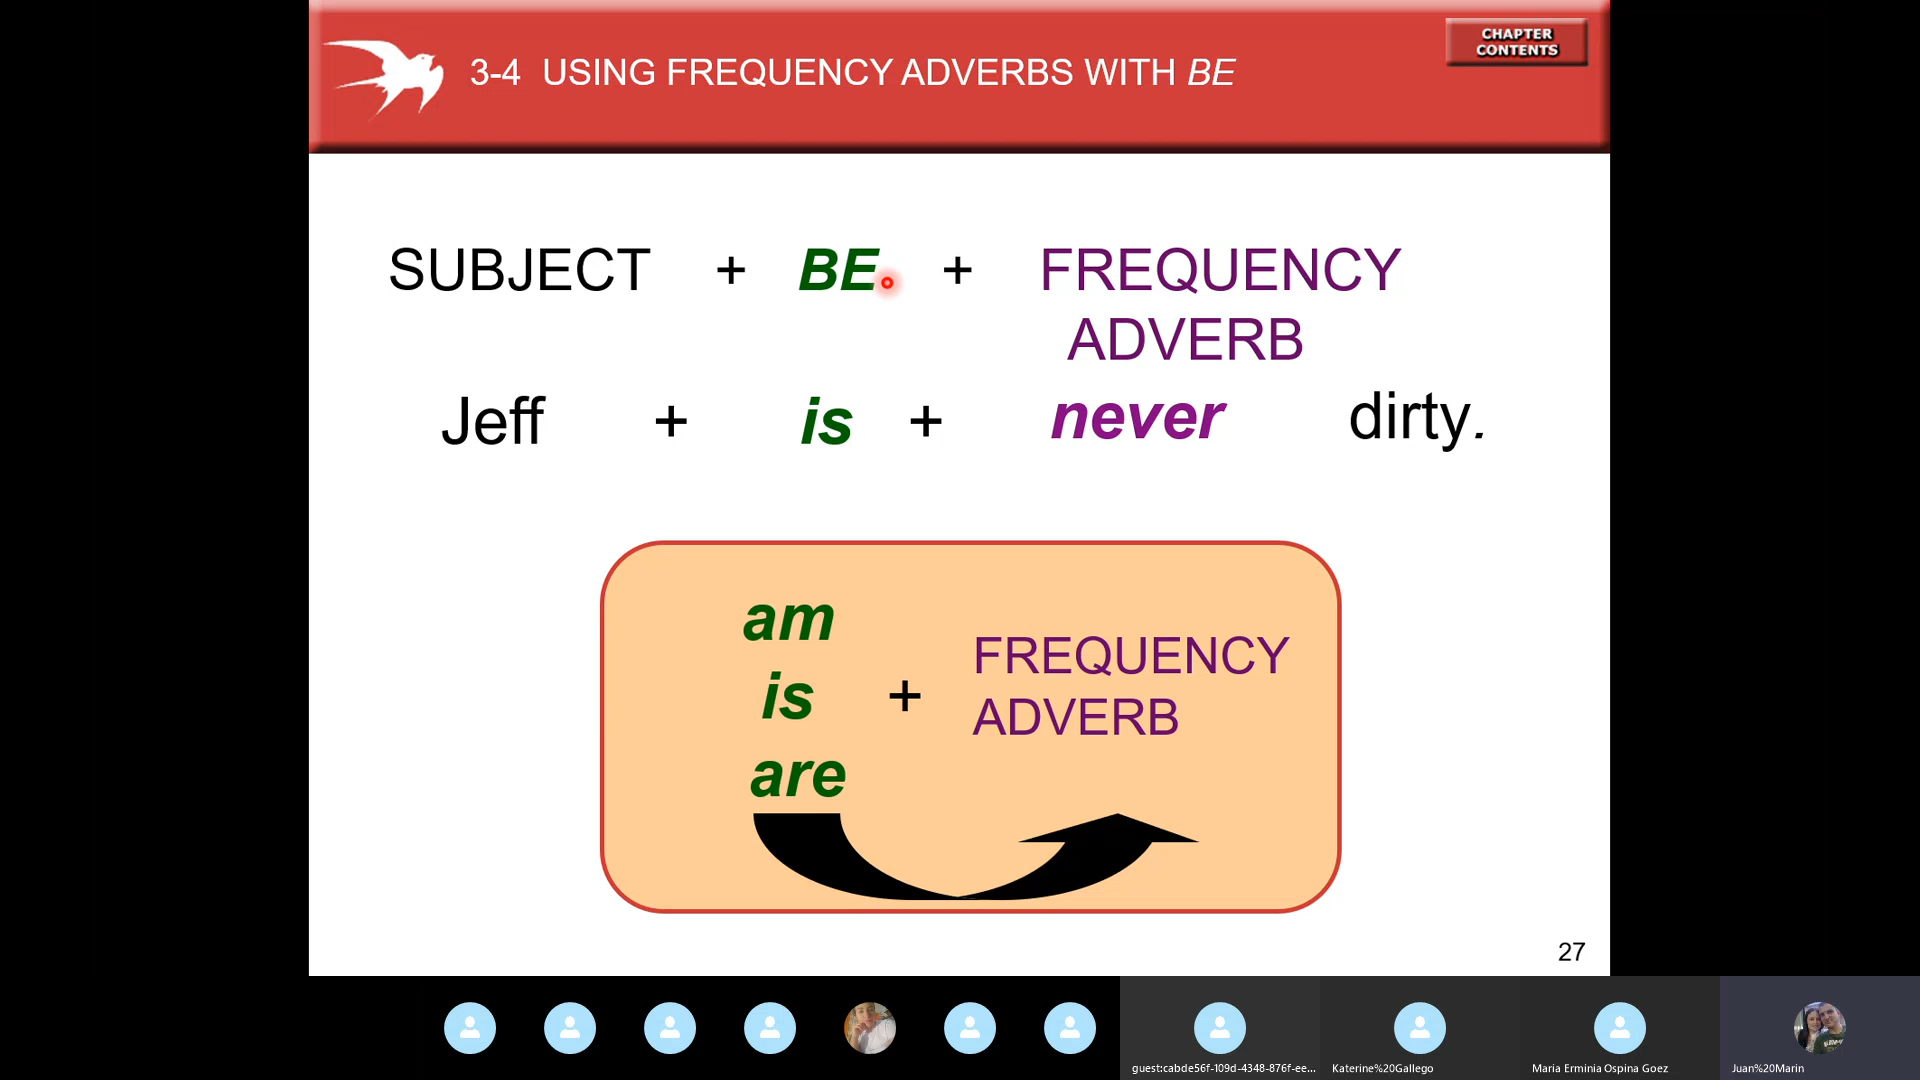 CHAPTER
CONTENTS
3-4 USING FREQUENCY ADVERBS WITH BE
SUBJECT + BE + FREQUENCY
ADVERB
Jeff + is + never dirty.
am
is
are
+
FREQUENCY
ADVERB
27
guest:cabde56f-109d-4348-876f-ee...
Katerine%20Gallego
Maria Erminia Ospina Goez
Juan%20Marin